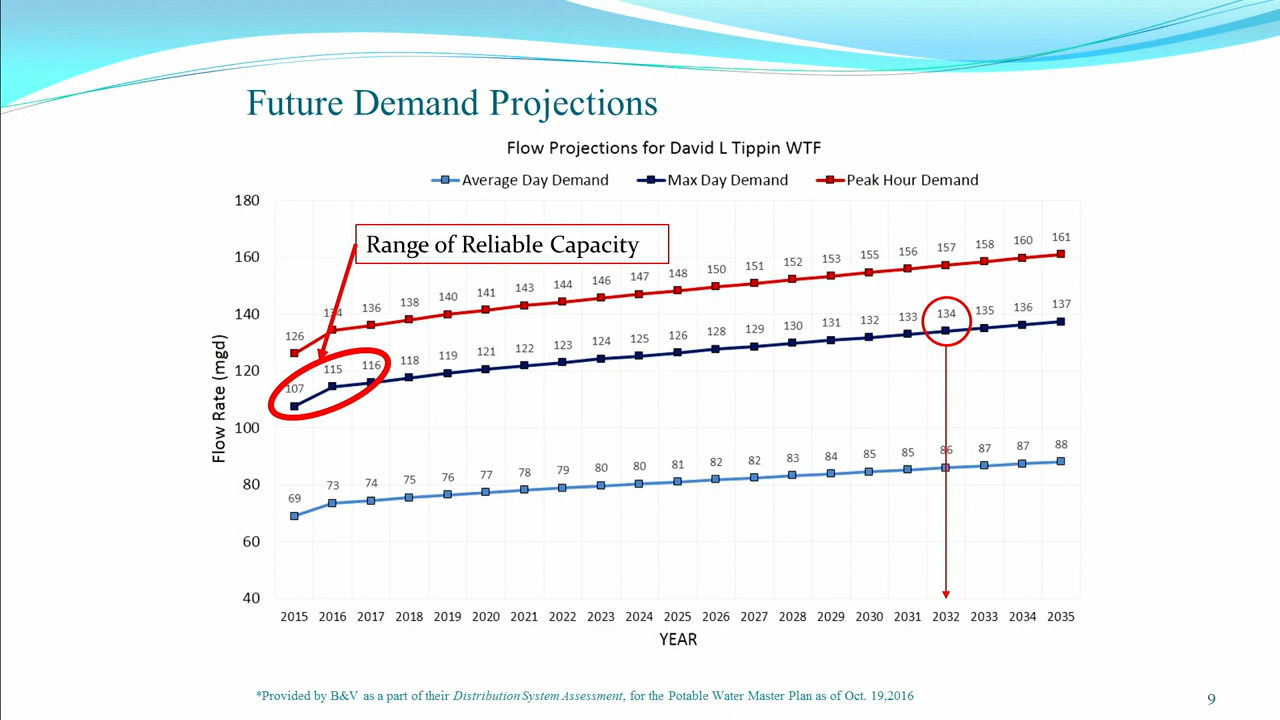 Future Demand Projections
Flow Projections for David L Tippin WTF
Average Day Demand Max Day Demand Peak Hour Demand
Range of Reliable Capacity
180
160
140
120
100
80
60
40
Flow Rate (mgd)
126 134 136 138 140 141 143 144 146 147 148 150 151 152 153 155 156 157 158 160 161
107 115 116 118 119 121 122 123 124 125 126 128 129 130 131 132 133 134 135 136 137
69 73 74 75 76 77 78 79 80 80 81 82 82 83 84 85 85 86 87 87 88
2015 2016 2017 2018 2019 2020 2021 2022 2023 2024 2025 2026 2027 2028 2029 2030 2031 2032 2033 2034 2035
YEAR
*Provided by B&V as a part of their Distribution System Assessment, for the Potable Water Master Plan as of Oct. 19,2016
9